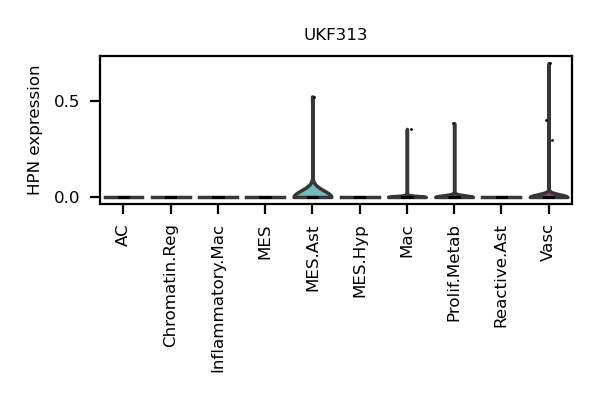 UKF313
HPN expression
0.5
0.0
AC
Chromatin.Reg
Inflammatory.Mac
MES
MES.Ast
MES.Hyp
Mac
Prolif.Metab
Reactive.Ast
Vasc